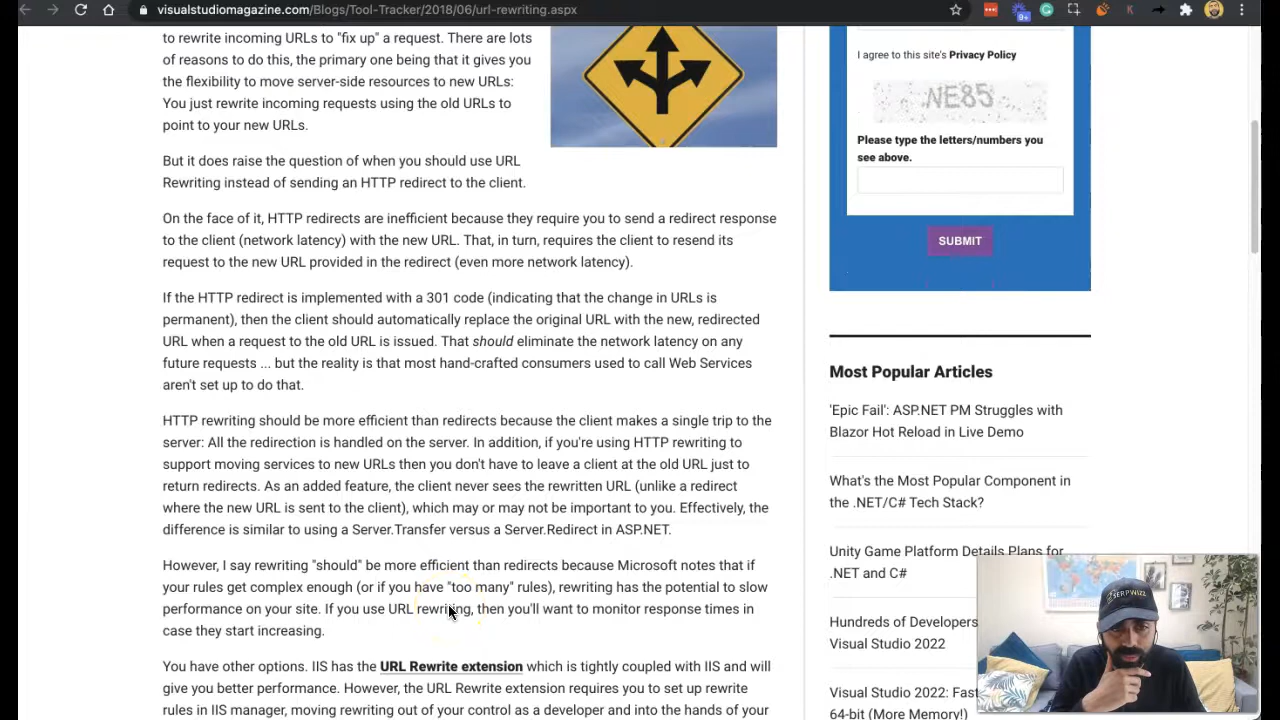 visualstudiomagazine.com/Blogs/Tool-Tracker/2018/06/url-rewriting.aspx
to rewrite incoming URLs to "fix up" a request. There are lots
of reasons to do this, the primary one being that it gives you
the flexibility to move server-side resources to new URLs:
You just rewrite incoming requests using the old URLs to
point to your new URLs.
But it does raise the question of when you should use URL
Rewriting instead of sending an HTTP redirect to the client.
On the face of it, HTTP redirects are inefficient because they require you to send a redirect response
to the client (network latency) with the new URL. That, in turn, requires the client to resend its
request to the new URL provided in the redirect (even more network latency).
If the HTTP redirect is implemented with a 301 code (indicating that the change in URLs is
permanent), then the client should automatically replace the original URL with the new, redirected
URL when a request to the old URL is issued. That should eliminate the network latency on any
future requests ... but the reality is that most hand-crafted consumers used to call Web Services
aren't set up to do that.
HTTP rewriting should be more efficient than redirects because the client makes a single trip to the
server: All the redirection is handled on the server. In addition, if you're using HTTP rewriting to
support moving services to new URLs then you don't have to leave a client at the old URL just to
return redirects. As an added feature, the client never sees the rewritten URL (unlike a redirect
where the new URL is sent to the client), which may or may not be important to you. Effectively, the
difference is similar to using a Server.Transfer versus a Server.Redirect in ASP.NET.
However, I say rewriting "should" be more efficient than redirects because Microsoft notes that if
your rules get complex enough (or if you have "too many" rules), rewriting has the potential to slow
performance on your site. If you use URL rewriting, then you'll want to monitor response times in
case they start increasing.
You have other options. IIS has the URL Rewrite extension which is tightly coupled with IIS and will
give you better performance. However, the URL Rewrite extension requires you to set up rewrite
rules in IIS manager, moving rewriting out of your control as a developer and into the hands of your
I agree to this site's Privacy Policy
NE85
Please type the letters/numbers you
see above.
SUBMIT
Most Popular Articles
'Epic Fail': ASP.NET PM Struggles with
Blazor Hot Reload in Live Demo
What's the Most Popular Component in
the .NET/C# Tech Stack?
Unity Game Platform Details Plans for
.NET and C#
Hundreds of Developers
Visual Studio 2022
Visual Studio 2022: Fast
64-bit (More Memory!)
SERPWIZZ